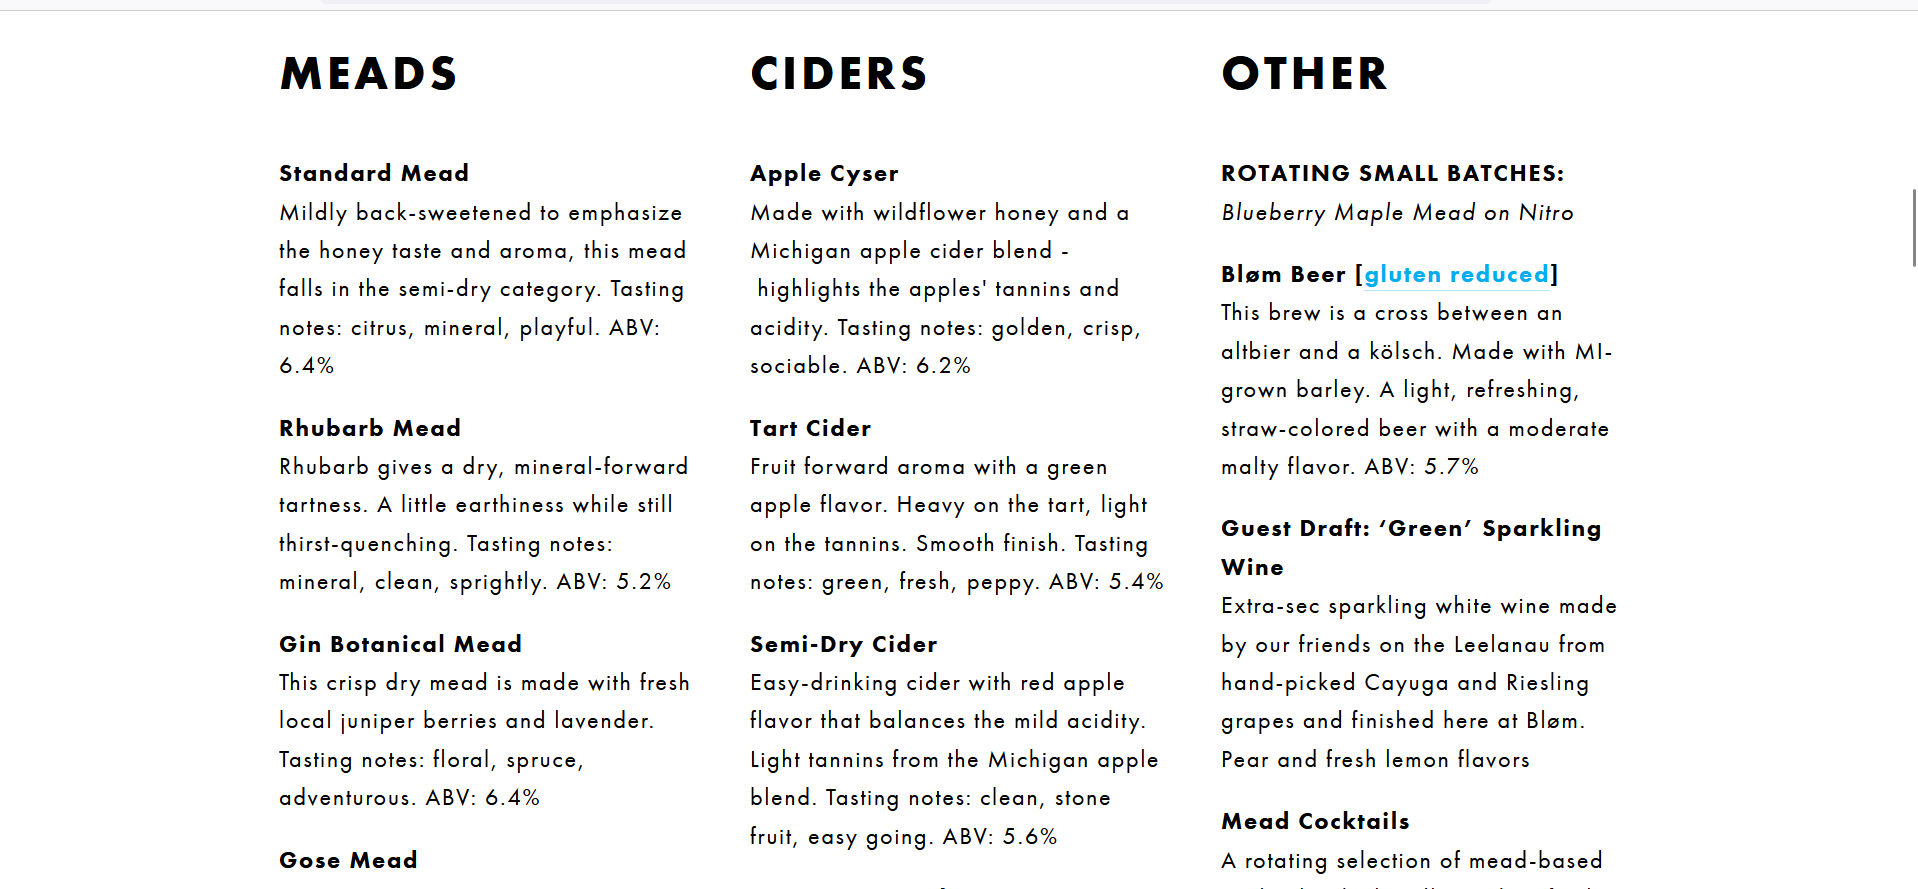 MEADS
Standard Mead
Mildly back-sweetened to emphasize
the honey taste and aroma, this mead
falls in the semi-dry category. Tasting
notes: citrus, mineral, playful. ABV:
6.4%
Rhubarb Mead
Rhubarb gives a dry, mineral-forward
tartness. A little earthiness while still
thirst-quenching. Tasting notes:
mineral, clean, sprightly. ABV: 5.2%
Gin Botanical Mead
This crisp dry mead is made with fresh
local juniper berries and lavender.
Tasting notes: floral, spruce,
adventurous. ABV: 6.4%
Gose Mead
CIDERS
Apple Cyser
Made with wildflower honey and a
Michigan apple cider blend -
highlights the apples' tannins and
acidity. Tasting notes: golden, crisp,
sociable. ABV: 6.2%
Tart Cider
Fruit forward aroma with a green
apple flavor. Heavy on the tart, light
on the tannins. Smooth finish. Tasting
notes: green, fresh, peppy. ABV: 5.4%
Semi-Dry Cider
Easy-drinking cider with red apple
flavor that balances the mild acidity.
Light tannins from the Michigan apple
blend. Tasting notes: clean, stone
fruit, easy going. ABV: 5.6%
OTHER
ROTATING SMALL BATCHES:
Blueberry Maple Mead on Nitro
Bløm Beer [gluten reduced]
This brew is a cross between an
altbier and a kölsch. Made with MI-
grown barley. A light, refreshing,
straw-colored beer with a moderate
malty flavor. ABV: 5.7%
Guest Draft: ‘Green’ Sparkling
Wine
Extra-sec sparkling white wine made
by our friends on the Leelanau from
hand-picked Cayuga and Riesling
grapes and finished here at Bløm.
Pear and fresh lemon flavors
Mead Cocktails
A rotating selection of mead-based